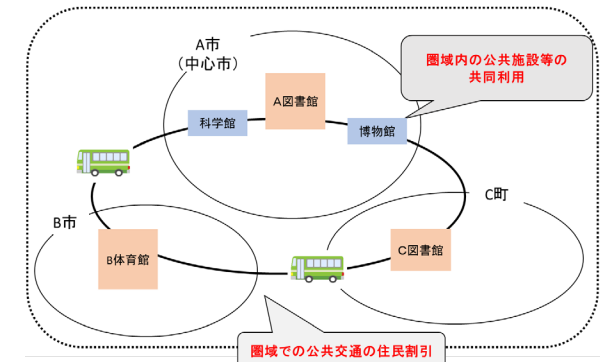 A市
（中心市）
圏域内の公共施設等の
共同利用
A図書館
科学館
博物館
B市
C町
B体育館
C図書館
圏域での公共交通の住民割引